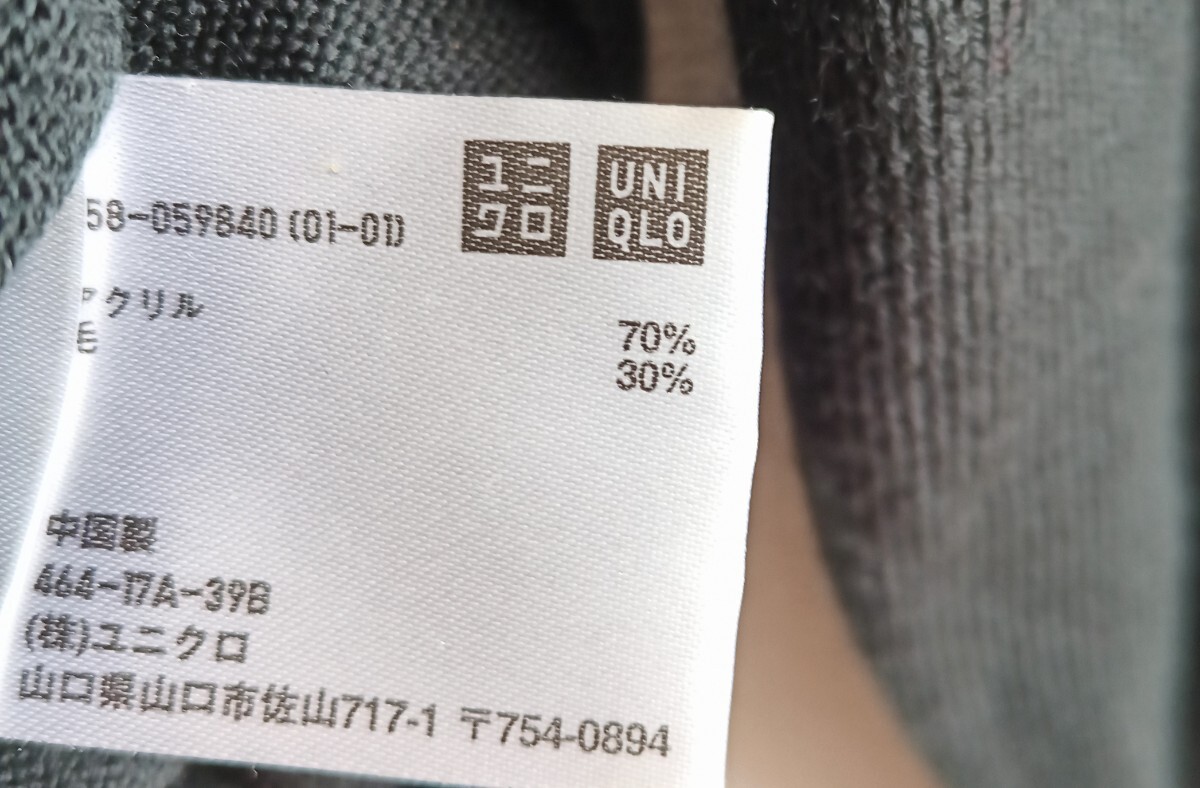 ユニ
クロ
UNI
QLO
58-059840 (01-01)
アクリル 70%
毛 30%
中国製
464-17A-39B
(株)ユニクロ
山口県山口市佐山717-1 〒754-0894